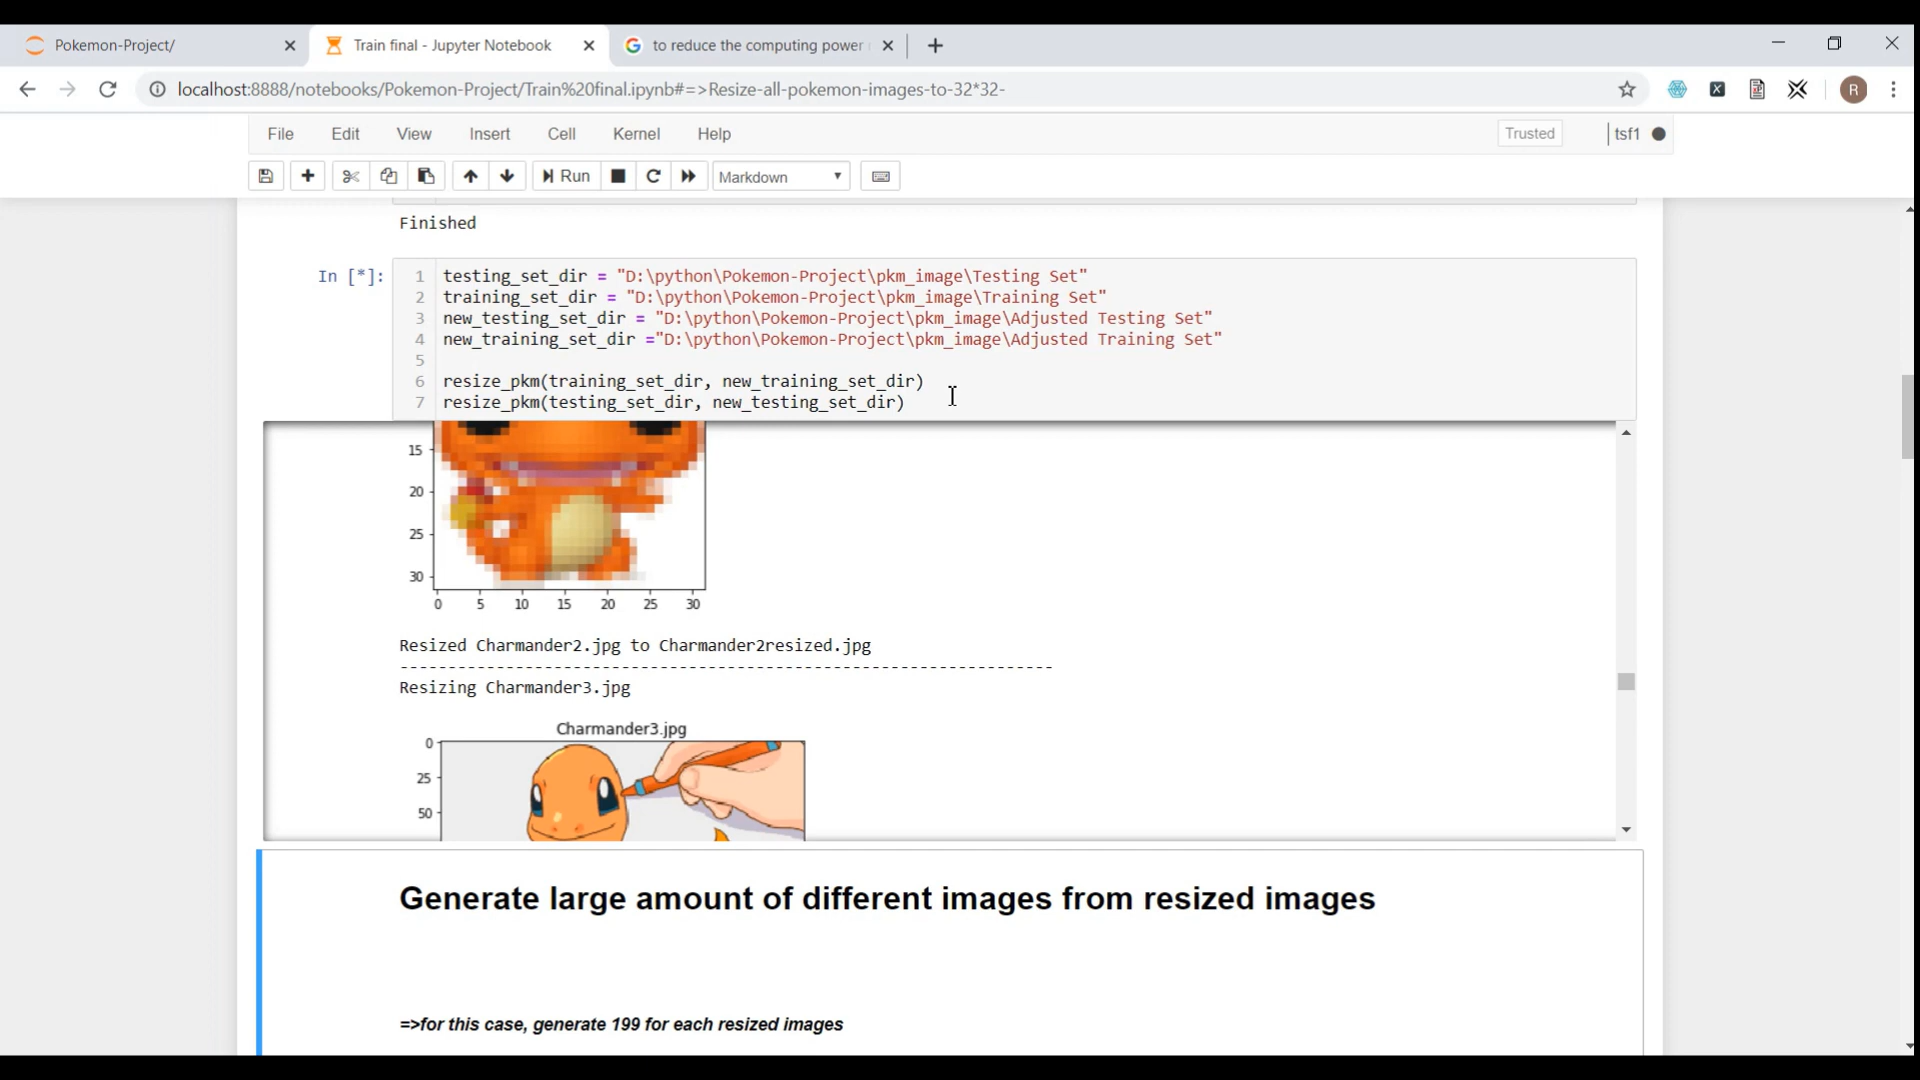 Pokemon-Project/
Train final - Jupyter Notebook
to reduce the computing power
localhost:8888/notebooks/Pokemon-Project/Train%20final.ipynb#=>Resize-all-pokemon-images-to-32*32-
R
File Edit View Insert Cell Kernel Help
Trusted
tsf1
Run
Markdown
Finished
In [*]:
1 testing_set_dir = "D:\python\Pokemon-Project\pkm_image\Testing Set"
2 training_set_dir = "D:\python\Pokemon-Project\pkm_image\Training Set"
3 new_testing_set_dir = "D:\python\Pokemon-Project\pkm_image\Adjusted Testing Set"
4 new_training_set_dir ="D:\python\Pokemon-Project\pkm_image\Adjusted Training Set"
5
6 resize_pkm(training_set_dir, new_training_set_dir)
7 resize_pkm(testing_set_dir, new_testing_set_dir)
15
20
25
30
0 5 10 15 20 25 30
Resized Charmander2.jpg to Charmander2resized.jpg
--------------------------------------------------------------------
Resizing Charmander3.jpg
Charmander3.jpg
0
25
50
Generate large amount of different images from resized images
=>for this case, generate 199 for each resized images